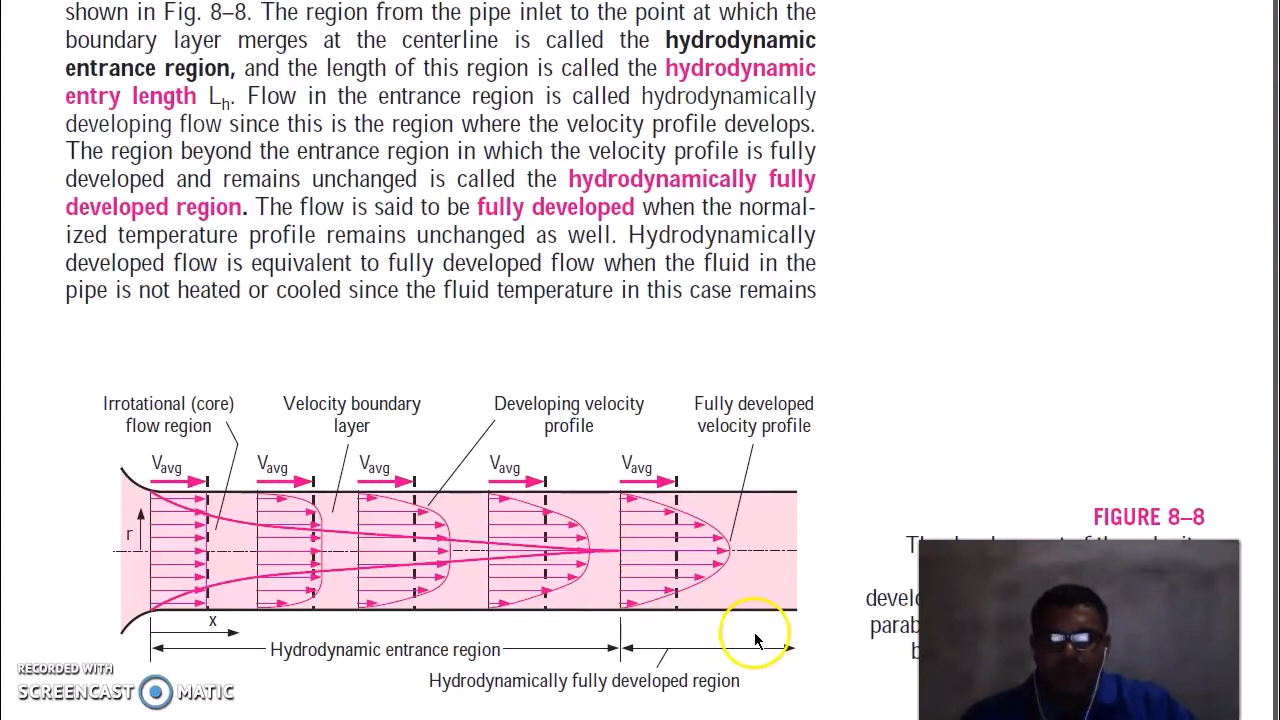 shown in Fig. 8–8. The region from the pipe inlet to the point at which the
boundary layer merges at the centerline is called the hydrodynamic
entrance region, and the length of this region is called the hydrodynamic
entry length Lh. Flow in the entrance region is called hydrodynamically
developing flow since this is the region where the velocity profile develops.
The region beyond the entrance region in which the velocity profile is fully
developed and remains unchanged is called the hydrodynamically fully
developed region. The flow is said to be fully developed when the normal-
ized temperature profile remains unchanged as well. Hydrodynamically
developed flow is equivalent to fully developed flow when the fluid in the
pipe is not heated or cooled since the fluid temperature in this case remains
Irrotational (core)
flow region
Velocity boundary
layer
Developing velocity
profile
Fully developed
velocity profile
Vavg
Vavg
Vavg
Vavg
Vavg
r
x
Hydrodynamic entrance region
Hydrodynamically fully developed region
FIGURE 8–8
RECORDED WITH
SCREENCAST MATIC